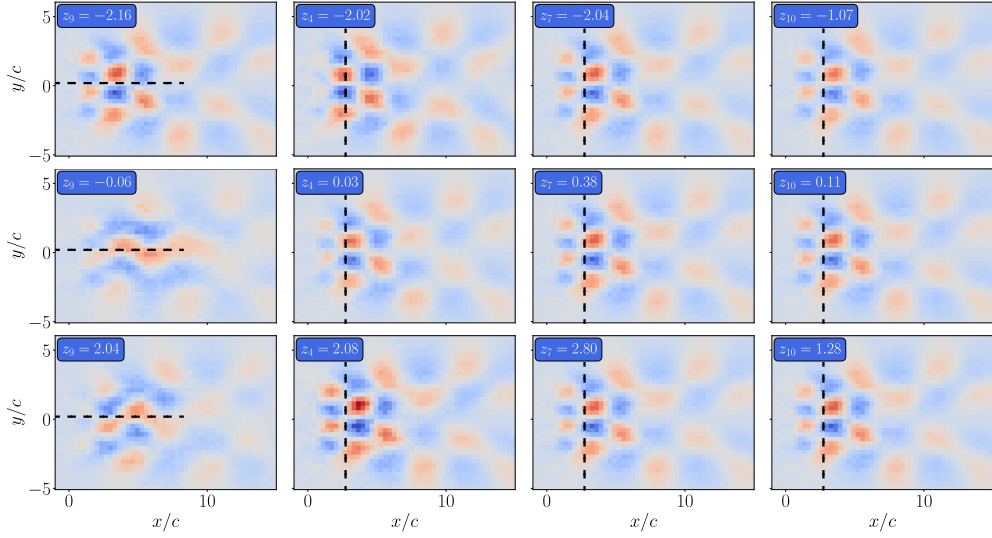 5
y/c
0
−5
z₉ = −2.16
z₄ = −2.02
z₇ = −2.04
z₁₀ = −1.07
5
y/c
0
−5
z₉ = −0.06
z₄ = 0.03
z₇ = 0.38
z₁₀ = 0.11
5
y/c
0
−5
z₉ = 2.04
z₄ = 2.08
z₇ = 2.80
z₁₀ = 1.28
0 10 0 10 0 10 0 10
x/c x/c x/c x/c